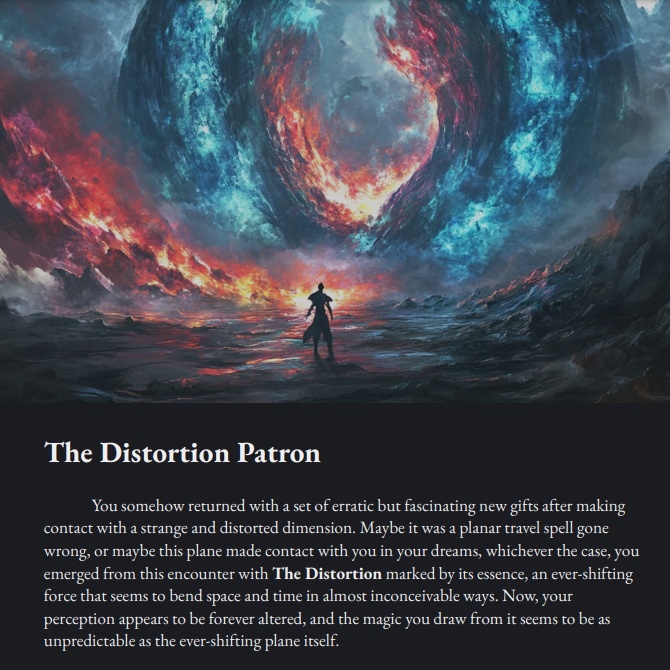 The Distortion Patron
You somehow returned with a set of erratic but fascinating new gifts after making
contact with a strange and distorted dimension. Maybe it was a planar travel spell gone
wrong, or maybe this plane made contact with you in your dreams, whichever the case, you
emerged from this encounter with The Distortion marked by its essence, an ever-shifting
force that seems to bend space and time in almost inconceivable ways. Now, your
perception appears to be forever altered, and the magic you draw from it seems to be as
unpredictable as the ever-shifting plane itself.